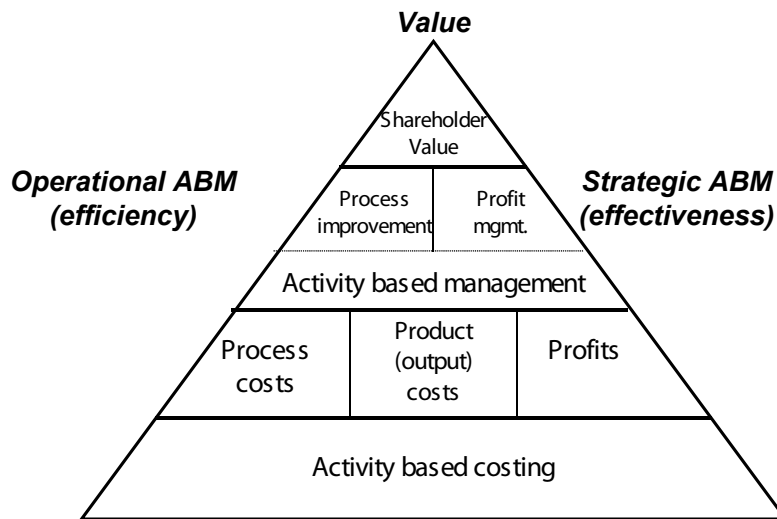 Value
Shareholder
Value
Operational ABM
(efficiency)
Strategic ABM
(effectiveness)
Process
improvement
Profit
mgmt.
Activity based management
Process
costs
Product
(output)
costs
Profits
Activity based costing